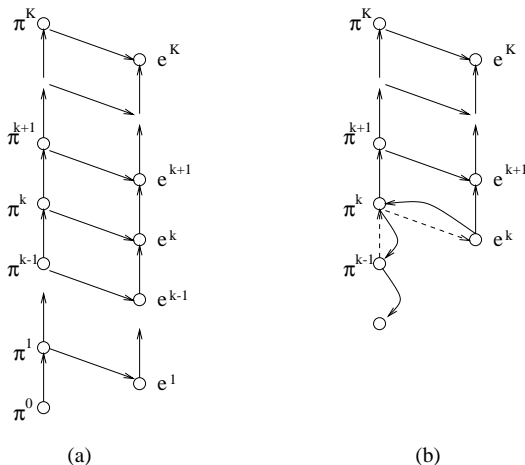 π^K π^K
e^K e^K
π^{k+1} π^{k+1}
e^{k+1} e^{k+1}
π^k π^k
e^k e^k
π^{k-1} π^{k-1}
e^{k-1}
π^1
e^1
π^0
(a) (b)